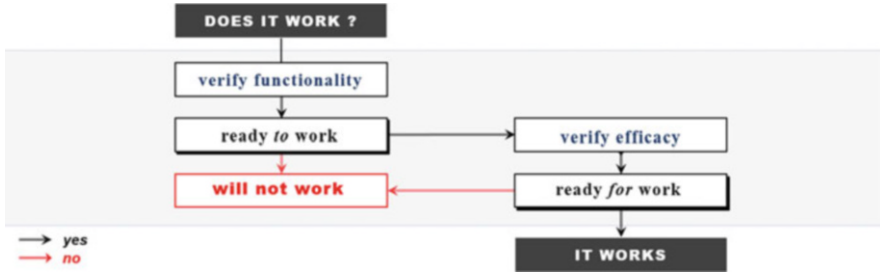 DOES IT WORK ?
verify functionality
ready to work
verify efficacy
will not work
ready for work
yes
no
IT WORKS